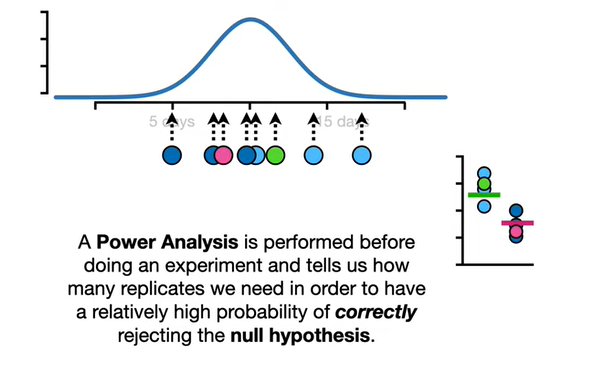 5 days 15 days
A Power Analysis is performed before
doing an experiment and tells us how
many replicates we need in order to have
a relatively high probability of correctly
rejecting the null hypothesis.